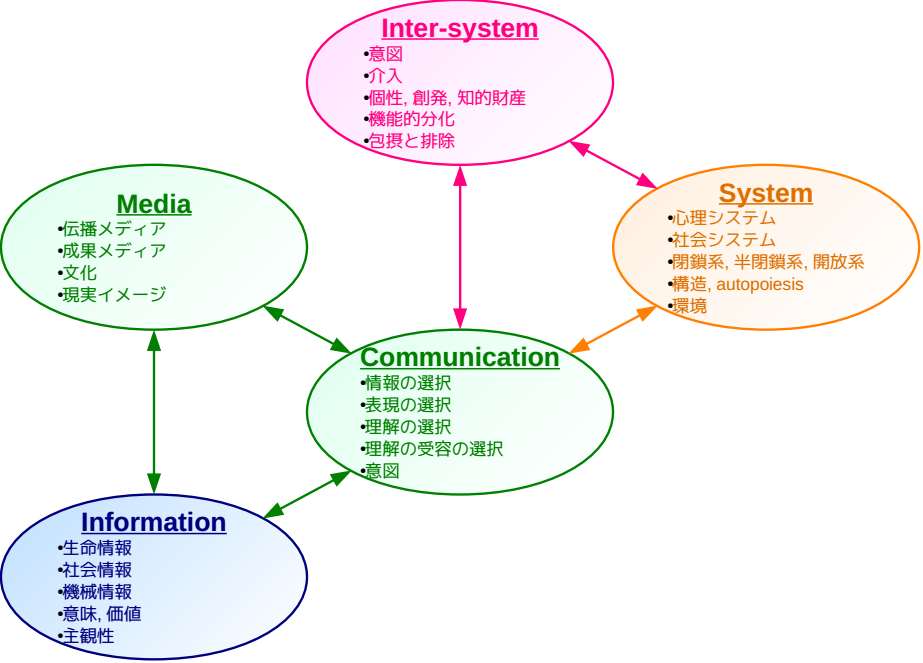 Inter-system
•意図
•介入
•個性, 創発, 知的財産
•機能的分化
•包摂と排除
Media
•伝播メディア
•成果メディア
•文化
•現実イメージ
System
•心理システム
•社会システム
•閉鎖系, 半閉鎖系, 開放系
•構造, autopoiesis
•環境
Communication
•情報の選択
•表現の選択
•理解の選択
•理解の受容の選択
•意図
Information
•生命情報
•社会情報
•機械情報
•意味, 価値
•主観性